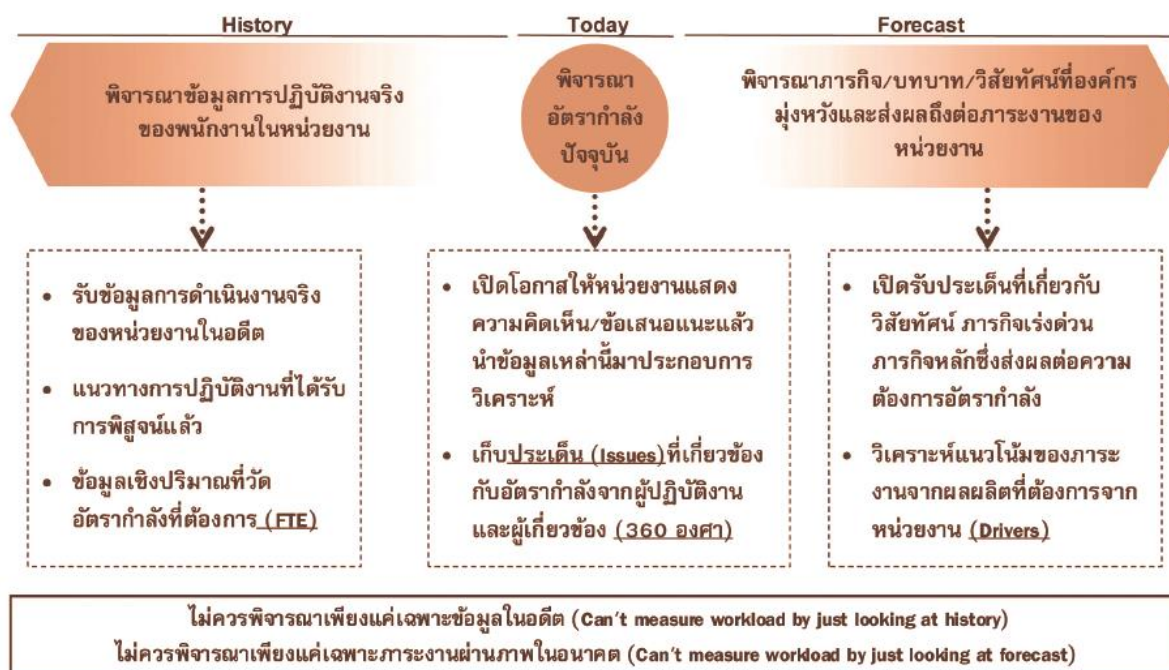 History
Today
Forecast
พิจารณาข้อมูลการปฏิบัติงานจริง
ของพนักงานในหน่วยงาน
พิจารณา
อัตรากำลัง
ปัจจุบัน
พิจารณาภารกิจ/บทบาท/วิสัยทัศน์ที่องค์กร
มุ่งหวังและส่งผลถึงต่อภาระงานของ
หน่วยงาน
• รับข้อมูลการดำเนินงานจริง
ของหน่วยงานในอดีต
• แนวทางการปฏิบัติงานที่ได้รับ
การพิสูจน์แล้ว
• ข้อมูลเชิงปริมาณที่วัด
อัตรากำลังที่ต้องการ (FTE)
• เปิดโอกาสให้หน่วยงานแสดง
ความคิดเห็น/ข้อเสนอแนะแล้ว
นำข้อมูลเหล่านี้มาประกอบการ
วิเคราะห์
• เก็บประเด็น (Issues)ที่เกี่ยวข้อง
กับอัตรากำลังจากผู้ปฏิบัติงาน
และผู้เกี่ยวข้อง (360 องศา)
• เปิดรับประเด็นที่เกี่ยวกับ
วิสัยทัศน์ ภารกิจเร่งด่วน
ภารกิจหลักซึ่งส่งผลต่อความ
ต้องการอัตรากำลัง
• วิเคราะห์แนวโน้มของภาระ
งานจากผลผลิตที่ต้องการจาก
หน่วยงาน (Drivers)
ไม่ควรพิจารณาเพียงแค่เฉพาะข้อมูลในอดีต (Can't measure workload by just looking at history)
ไม่ควรพิจารณาเพียงแค่เฉพาะภาระงานผ่านภาพในอนาคต (Can't measure workload by just looking at forecast)